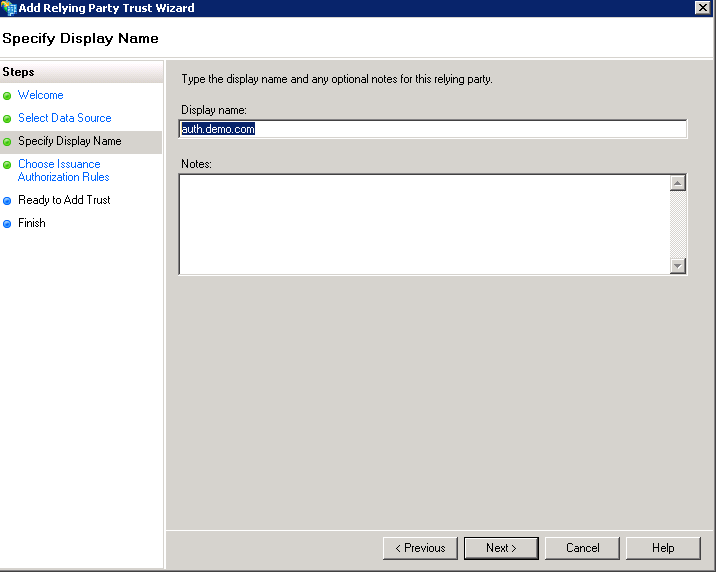 Add Relying Party Trust Wizard
Specify Display Name
Steps
Welcome
Select Data Source
Specify Display Name
Choose Issuance
Authorization Rules
Ready to Add Trust
Finish
Type the display name and any optional notes for this relying party.
Display name:
auth.demo.com
Notes:
< Previous
Next >
Cancel
Help